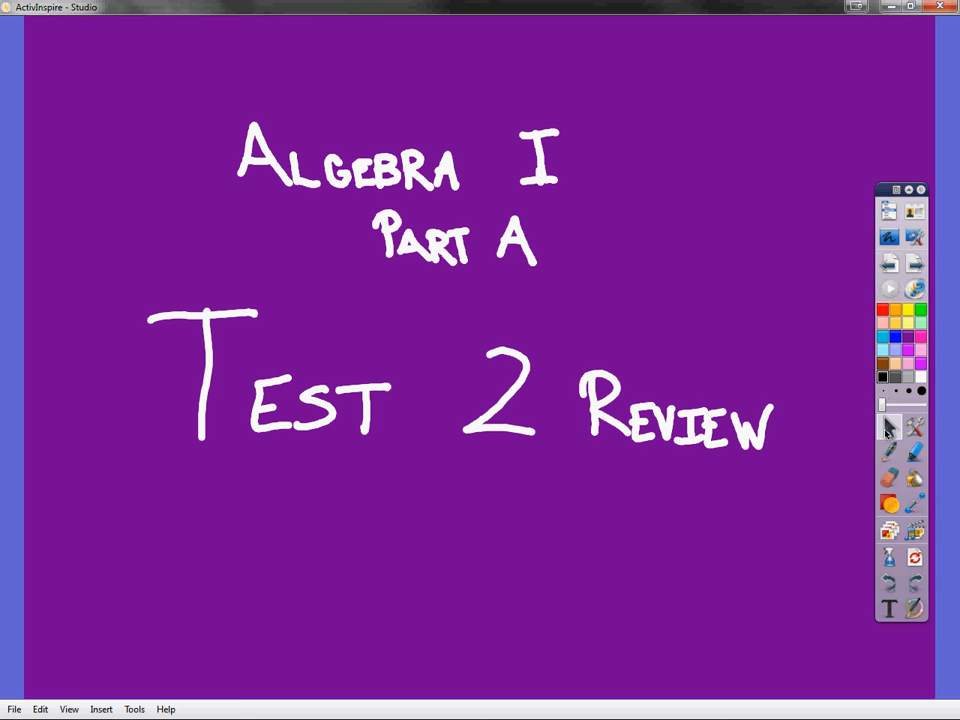 ActivInspire - Studio
ALGEBRA I
PART A
TEST 2 REVIEW
T
File Edit View Insert Tools Help